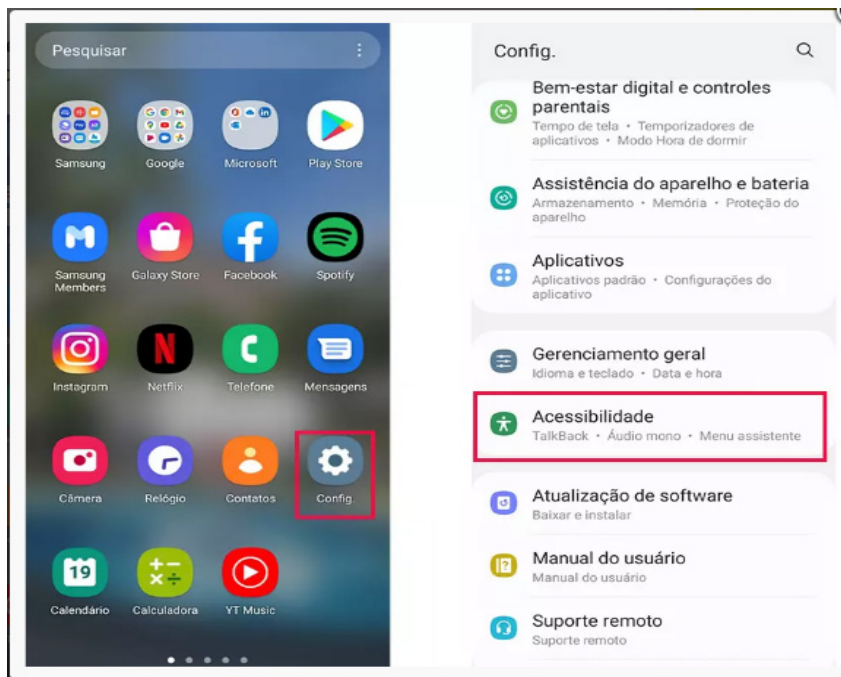 Pesquisar
Samsung
Google
Microsoft
Play Store
Samsung
Members
Galaxy Store
Facebook
Spotify
Instagram
Netflix
Telefone
Mensagens
Câmera
Relógio
Contatos
Config.
19
Calendário
Calculadora
YT Music
Config.
Bem-estar digital e controles
parentais
Tempo de tela • Temporizadores de
aplicativos • Modo Hora de dormir
Assistência do aparelho e bateria
Armazenamento • Memória • Proteção do
aparelho
Aplicativos
Aplicativos padrão • Configurações do
aplicativo
Gerenciamento geral
Idioma e teclado • Data e hora
Acessibilidade
TalkBack • Áudio mono • Menu assistente
Atualização de software
Baixar e instalar
Manual do usuário
Manual do usuário
Suporte remoto
Suporte remoto